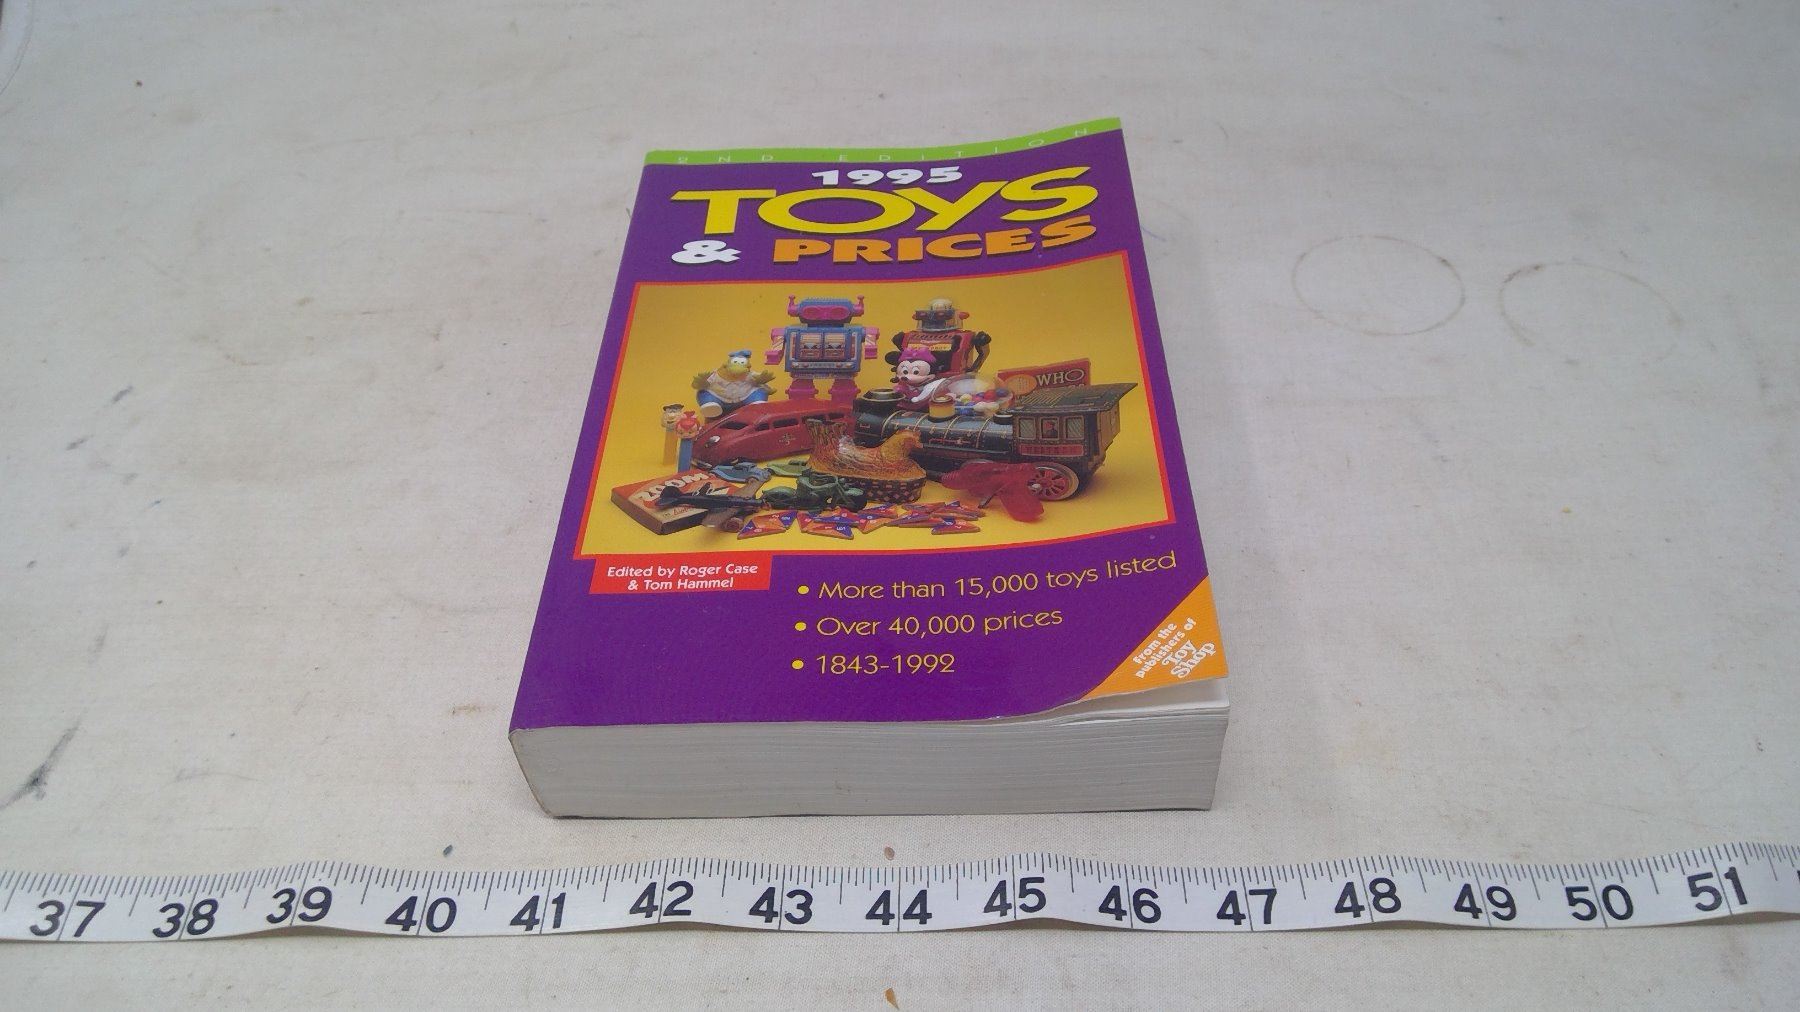 2ND EDITION
1995
TOYS
& PRICES
WHO
ZOOM
Edited by Roger Case
& Tom Hammel
• More than 15,000 toys listed
• Over 40,000 prices
• 1843-1992
from the
publishers of
Toy
Shop
37 38 39 40 41 42 43 44 45 46 47 48 49 50 51